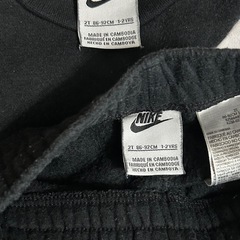 2T 86-92CM 1-2YRS
MADE IN CAMBODIA
FABRIQUÉ EN CAMBODGE
HECHO EN CAMBOYA
NIKE
2T 86-92CM 1-2YRS
MADE IN CAMBODIA
FABRIQUÉ EN CAMBODGE
HECHO EN CAMBOYA